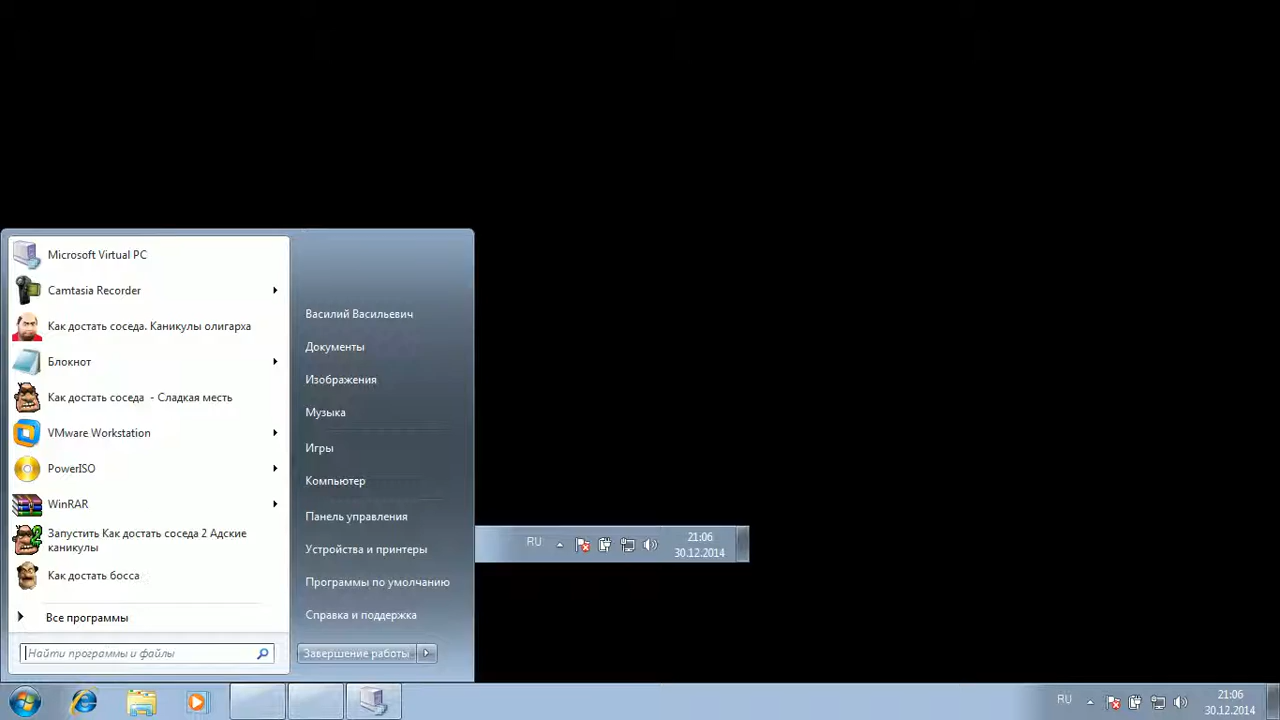 Microsoft Virtual PC
Camtasia Recorder
Как достать соседа. Каникулы олигарха
Блокнот
Как достать соседа - Сладкая месть
VMware Workstation
PowerISO
WinRAR
Запустить Как достать соседа 2 Адские
каникулы
Как достать босса
Все программы
Найти программы и файлы
Василий Васильевич
Документы
Изображения
Музыка
Игры
Компьютер
Панель управления
Устройства и принтеры
Программы по умолчанию
Справка и поддержка
Завершение работы
RU
21:06
30.12.2014
RU
21:06
30.12.2014